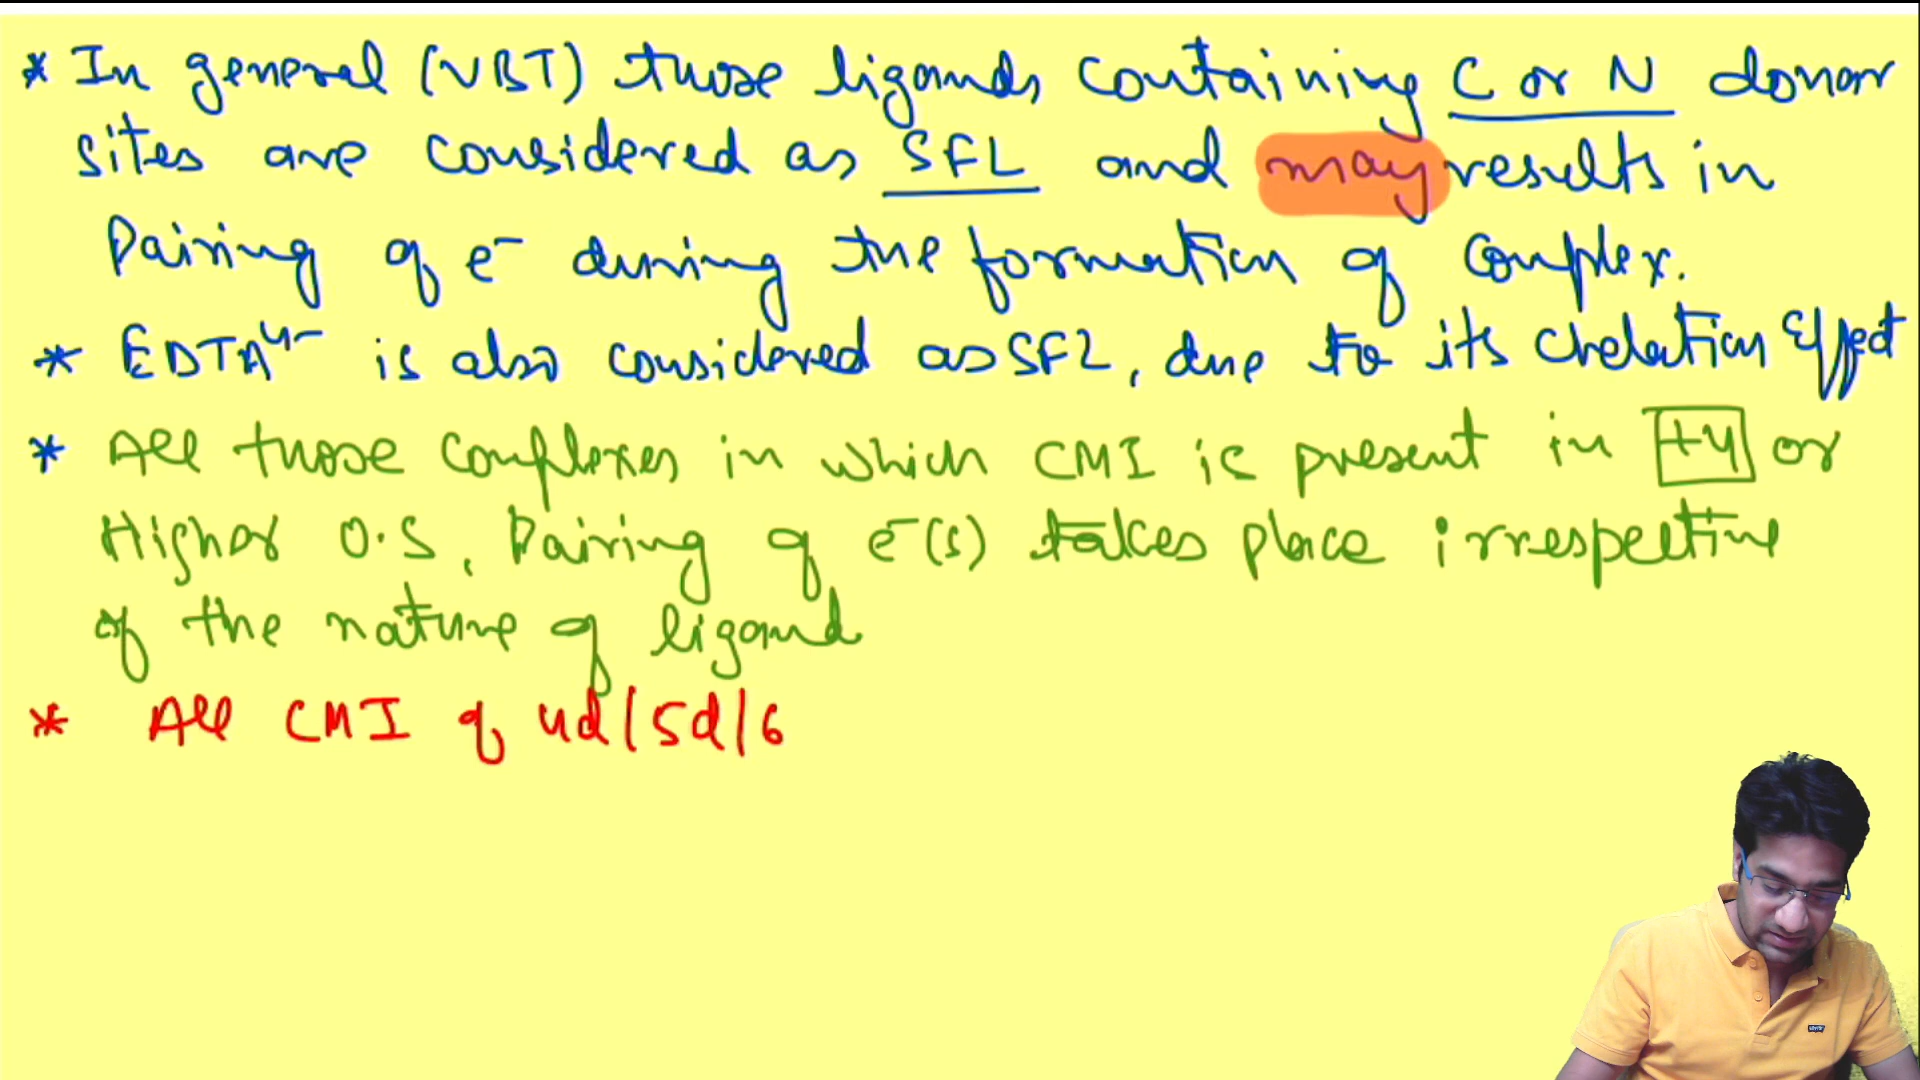 * In general (VBT) those ligands containing C or N donor
sites are considered as SFL and may results in
Pairing of e⁻ during the formation of complex.
* EDTA⁴⁻ is also considered as SFL, due to its chelation Effect
* All those complexes in which CMI is present in +4 or
Higher O.S, Pairing of e⁻(s) takes place irrespective
of the nature of ligand
* All CMI of 4d/5d/6